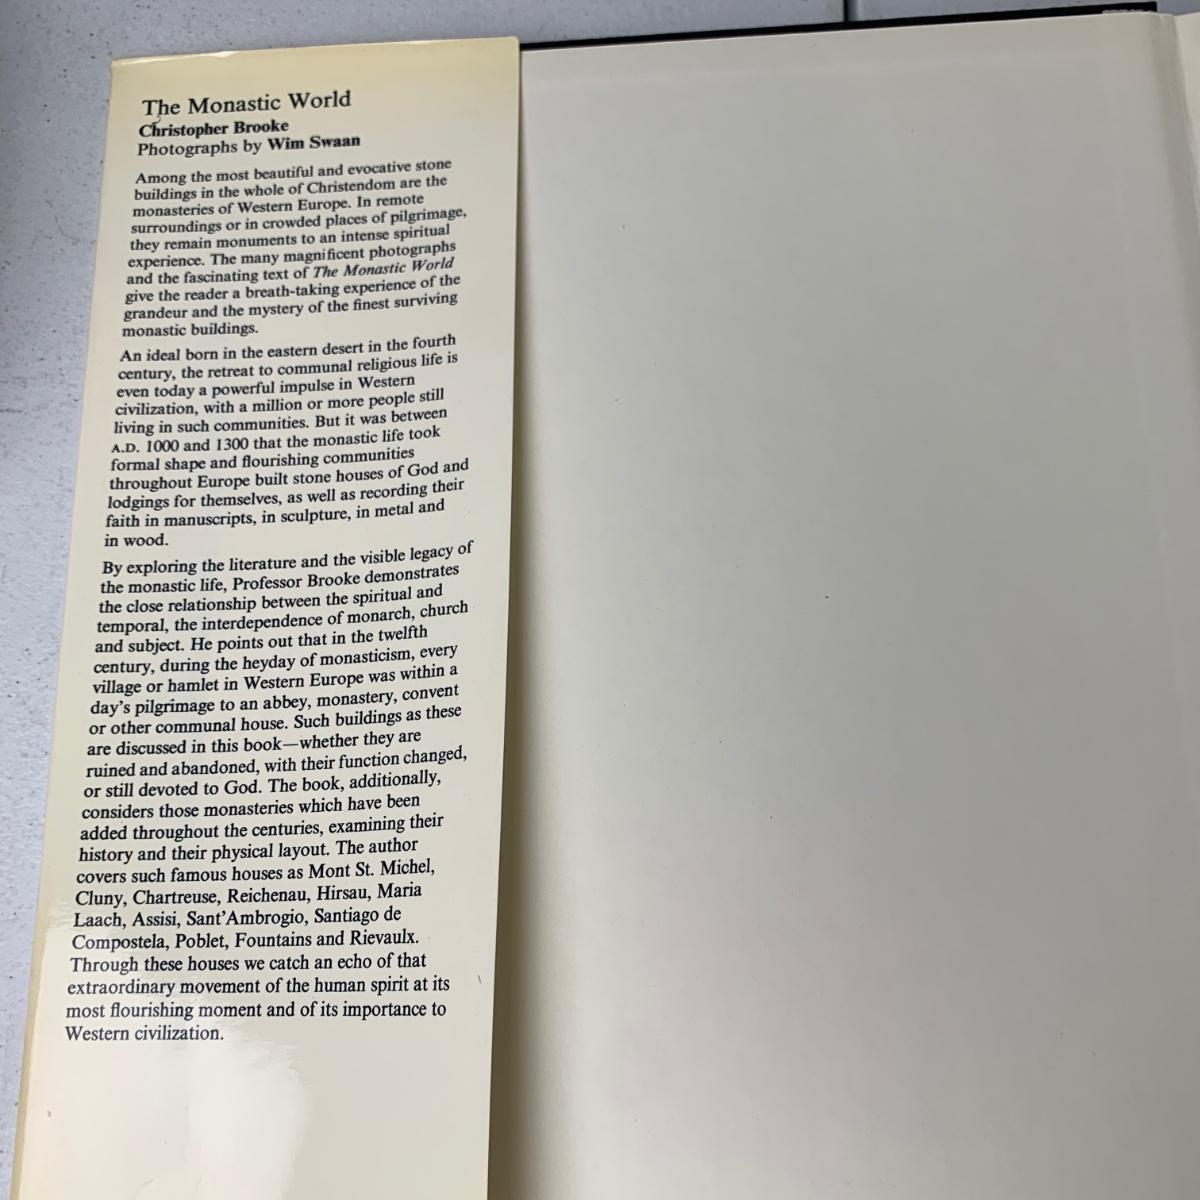 The Monastic World
Christopher Brooke
Photographs by Wim Swaan
Among the most beautiful and evocative stone
buildings in the whole of Christendom are the
monasteries of Western Europe. In remote
surroundings or in crowded places of pilgrimage,
they remain monuments to an intense spiritual
experience. The many magnificent photographs
and the fascinating text of The Monastic World
give the reader a breath-taking experience of the
grandeur and the mystery of the finest surviving
monastic buildings.
An ideal born in the eastern desert in the fourth
century, the retreat to communal religious life is
even today a powerful impulse in Western
civilization, with a million or more people still
living in such communities. But it was between
A.D. 1000 and 1300 that the monastic life took
formal shape and flourishing communities
throughout Europe built stone houses of God and
lodgings for themselves, as well as recording their
faith in manuscripts, in sculpture, in metal and
in wood.
By exploring the literature and the visible legacy of
the monastic life, Professor Brooke demonstrates
the close relationship between the spiritual and
temporal, the interdependence of monarch, church
and subject. He points out that in the twelfth
century, during the heyday of monasticism, every
village or hamlet in Western Europe was within a
day's pilgrimage to an abbey, monastery, convent
or other communal house. Such buildings as these
are discussed in this book—whether they are
ruined and abandoned, with their function changed,
or still devoted to God. The book, additionally,
considers those monasteries which have been
added throughout the centuries, examining their
history and their physical layout. The author
covers such famous houses as Mont St. Michel,
Cluny, Chartreuse, Reichenau, Hirsau, Maria
Laach, Assisi, Sant'Ambrogio, Santiago de
Compostela, Poblet, Fountains and Rievaulx.
Through these houses we catch an echo of that
extraordinary movement of the human spirit at its
most flourishing moment and of its importance to
Western civilization.